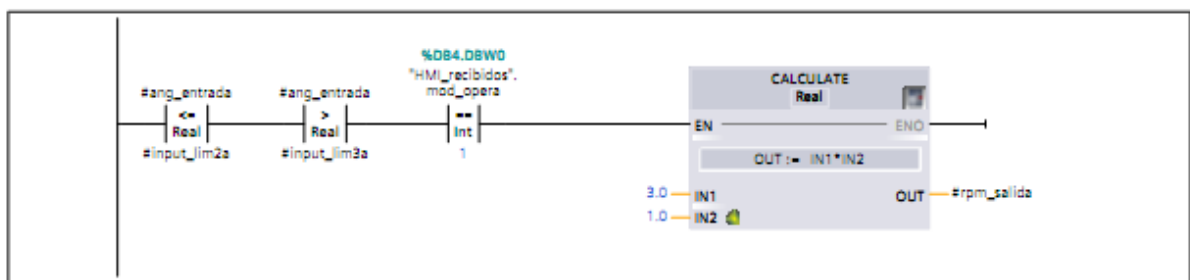 %DB4.DBW0
"HMI_recibidos".
mod_opera
#ang_entrada
<=
Real
#input_lim2a
#ang_entrada
>
Real
#input_lim3a
==
Int
1
CALCULATE
Real
EN
ENO
OUT := IN1*IN2
3.0
IN1
OUT
#rpm_salida
1.0
IN2